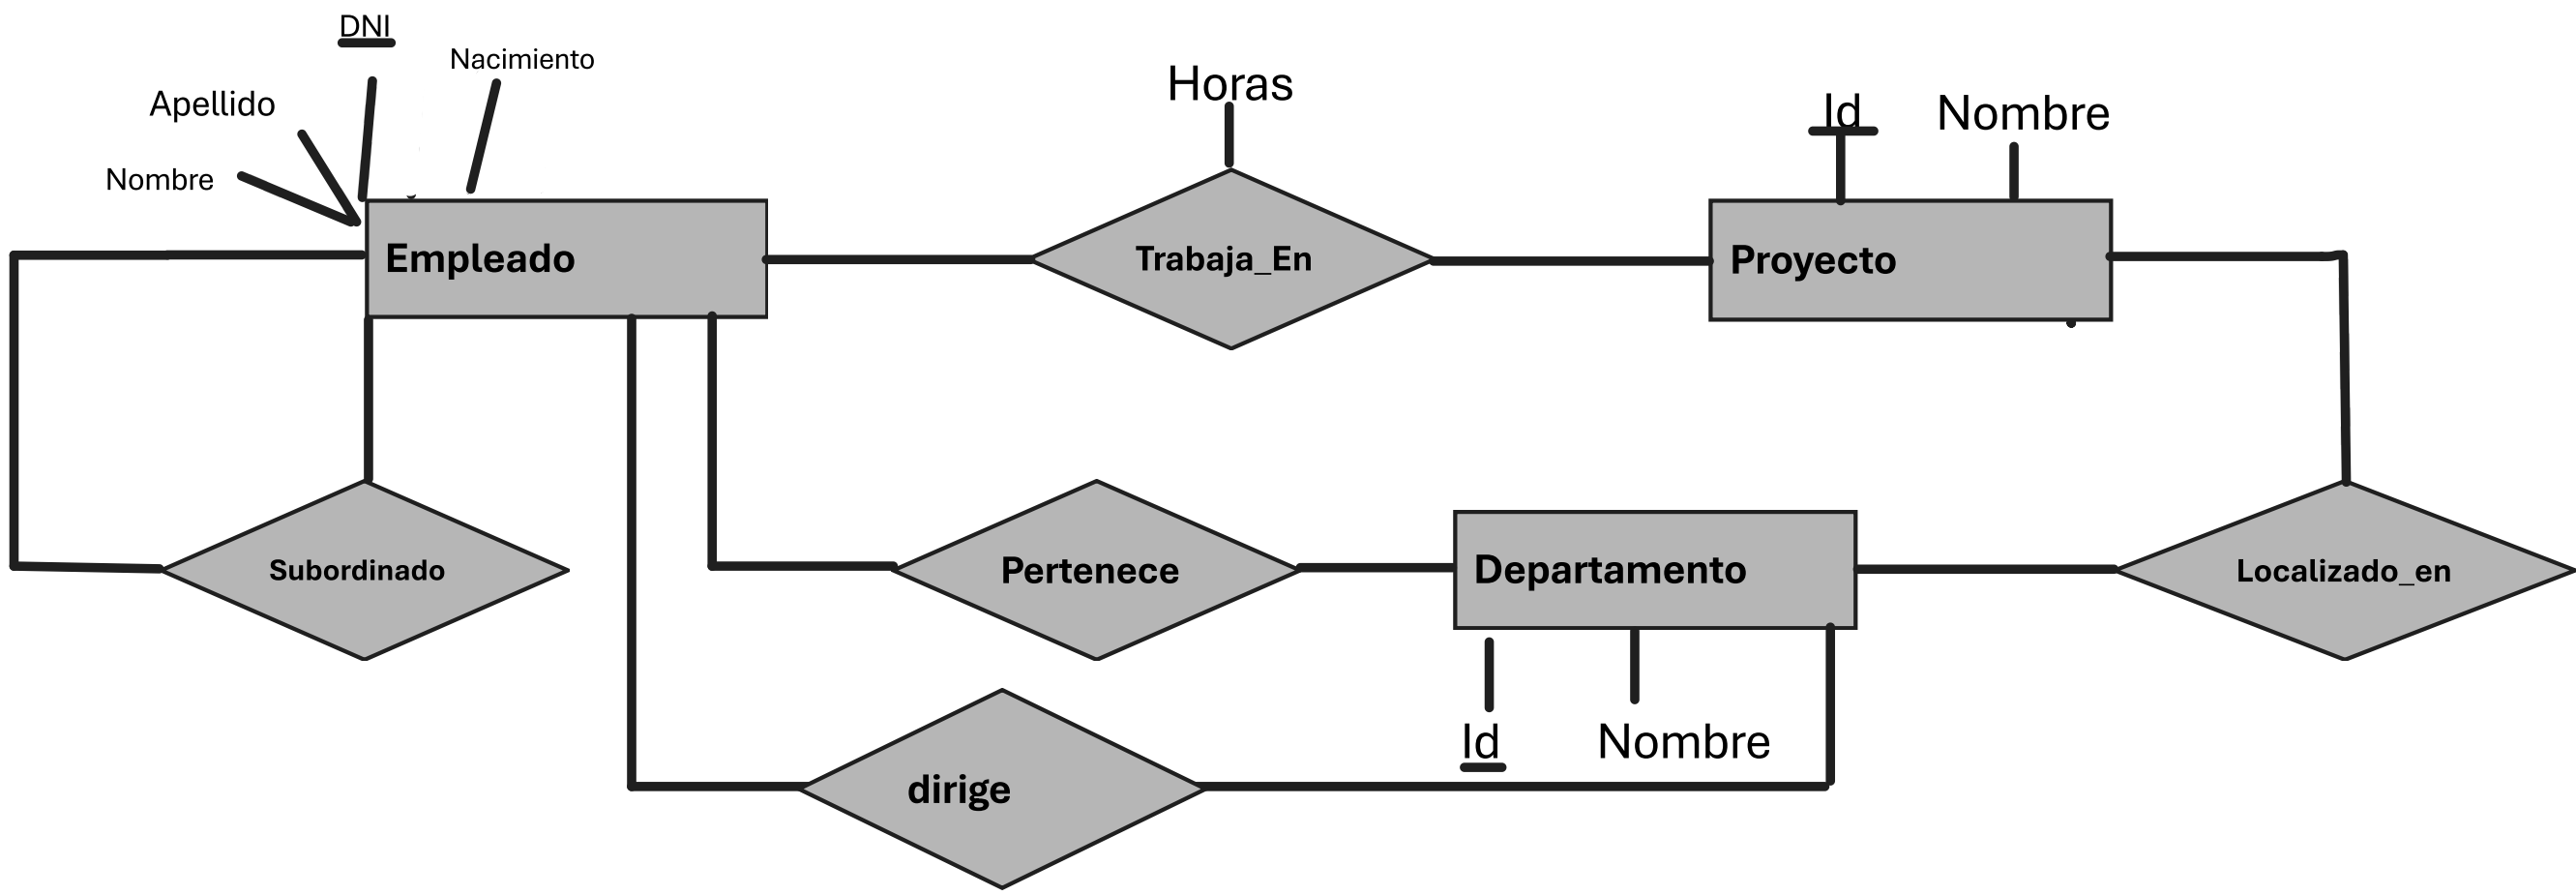 DNI
Nacimiento
Apellido
Nombre
Horas
Id
Nombre
Empleado
Trabaja_En
Proyecto
Subordinado
Pertenece
Departamento
Localizado_en
Id
Nombre
dirige